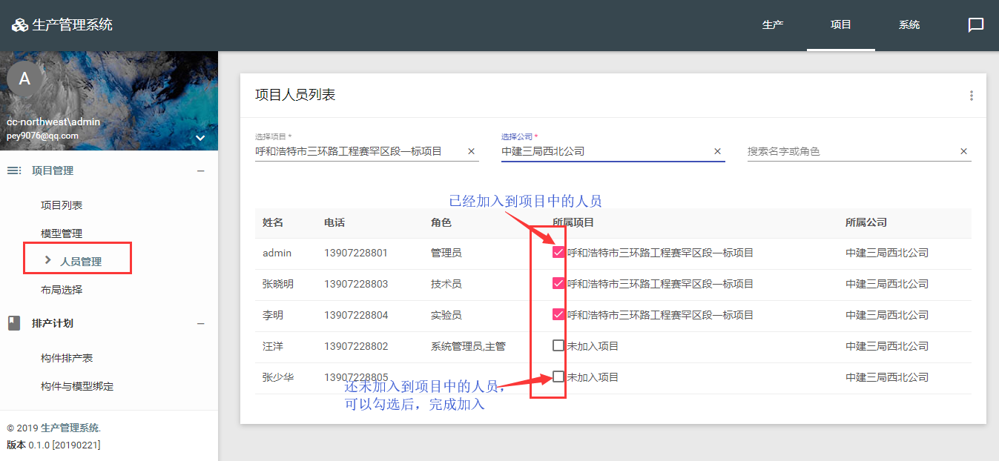 生产管理系统
生产
项目
系统
A
cc-northwest\admin
pey9076@qq.com
项目管理
项目列表
模型管理
人员管理
布局选择
排产计划
构件排产表
构件与模型绑定
© 2019 生产管理系统.
版本 0.1.0 [20190221]
项目人员列表
选择项目 *
呼和浩特市三环路工程赛罕区段一标项目
选择公司 *
中建三局西北公司
搜索名字或角色
已经加入到项目中的人员
姓名 电话 角色 所属项目 所属公司
admin 13907228801 管理员 呼和浩特市三环路工程赛罕区段一标项目 中建三局西北公司
张晓明 13907228803 技术员 呼和浩特市三环路工程赛罕区段一标项目 中建三局西北公司
李明 13907228804 实验员 呼和浩特市三环路工程赛罕区段一标项目 中建三局西北公司
汪洋 13907228802 系统管理员,主管 未加入项目 中建三局西北公司
张少华 13907228805 未加入项目 中建三局西北公司
还未加入到项目中的人员，
可以勾选后，完成加入